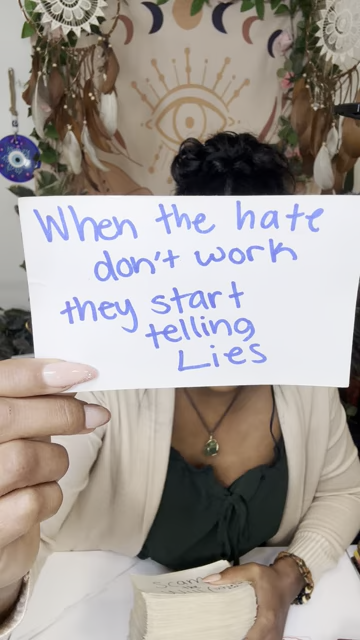 When the hate
don't work
they start
telling
Lies